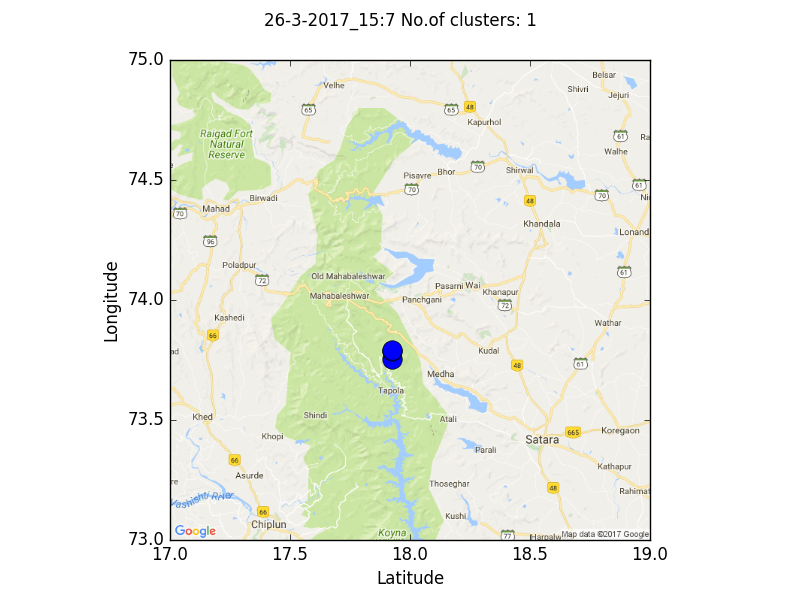 26-3-2017_15:7 No.of clusters: 1
75.0
Velhe
Belsar
Shivri
Jejuri
65
65
48
Kapurhol
61
Raigad Fort
Natural
Reserve
Ra
Walhe
Pisavre
Bhor
70
Shirwal
74.5
70
61
48
70
Birwadi
Ni
Mahad
70
Khandala
Lonand
96
Poladpur
61
72
Old Mahabaleshwar
Pasarni Wai
Khanapur
74.0
Mahabaleshwar
Panchgani
72
Kashedi
Wathar
66
ad
Kudal
61
48
Medha
Tapola
73.5
Khed
Shindi
Atali
665
Koregaon
Khopi
Satara
Parali
66
Kathapur
Asurde
re
Thoseghar
48
Rahimat
Vashishti River
66
Kushi
Chiplun
Google
Koyna
77
Harpalw
Map data ©2017 Google
73.0
17.0
17.5
18.0
18.5
19.0
Latitude
Longitude